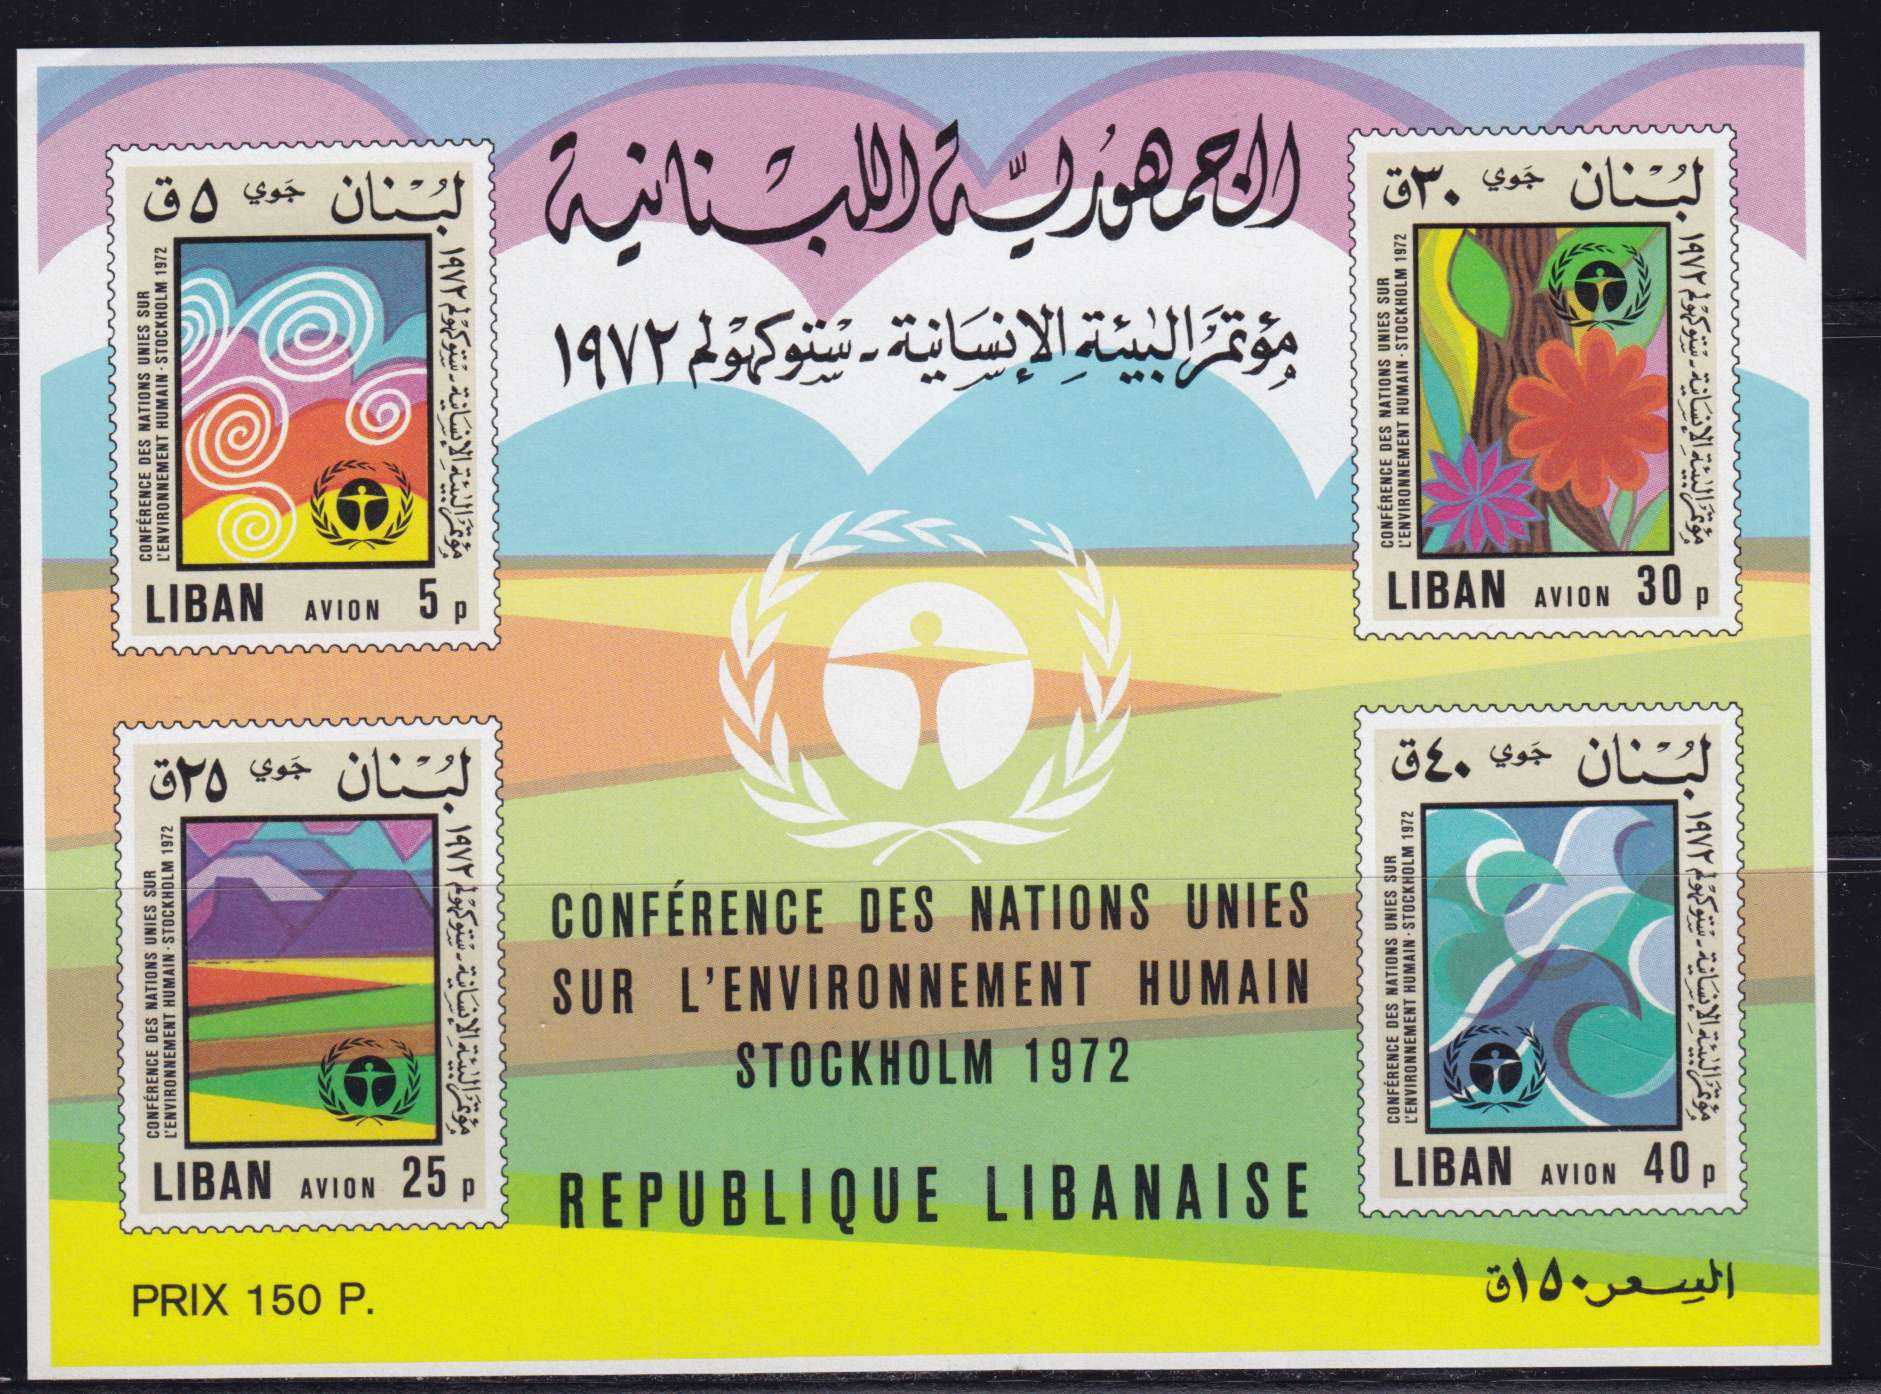 الجمهورية اللبنانية
مؤتمر البيئة الإنسانية - ستوكهولم ١٩٧٢
لبنان جوي ٥ق
CONFÉRENCE DES NATIONS UNIES SUR
L'ENVIRONNEMENT HUMAIN · STOCKHOLM 1972
مؤتمر البيئة الإنسانية - ستوكهولم ١٩٧٢
LIBAN AVION 5 p
لبنان جوي ٣٠ق
CONFÉRENCE DES NATIONS UNIES SUR
L'ENVIRONNEMENT HUMAIN · STOCKHOLM 1972
مؤتمر البيئة الإنسانية - ستوكهولم ١٩٧٢
LIBAN AVION 30 p
لبنان جوي ٢٥ق
CONFÉRENCE DES NATIONS UNIES SUR
L'ENVIRONNEMENT HUMAIN · STOCKHOLM 1972
مؤتمر البيئة الإنسانية - ستوكهولم ١٩٧٢
LIBAN AVION 25 p
لبنان جوي ٤٠ق
CONFÉRENCE DES NATIONS UNIES SUR
L'ENVIRONNEMENT HUMAIN · STOCKHOLM 1972
مؤتمر البيئة الإنسانية - ستوكهولم ١٩٧٢
LIBAN AVION 40 p
CONFÉRENCE DES NATIONS UNIES
SUR L'ENVIRONNEMENT HUMAIN
STOCKHOLM 1972
REPUBLIQUE LIBANAISE
PRIX 150 P.
السعر ١٥٠ق